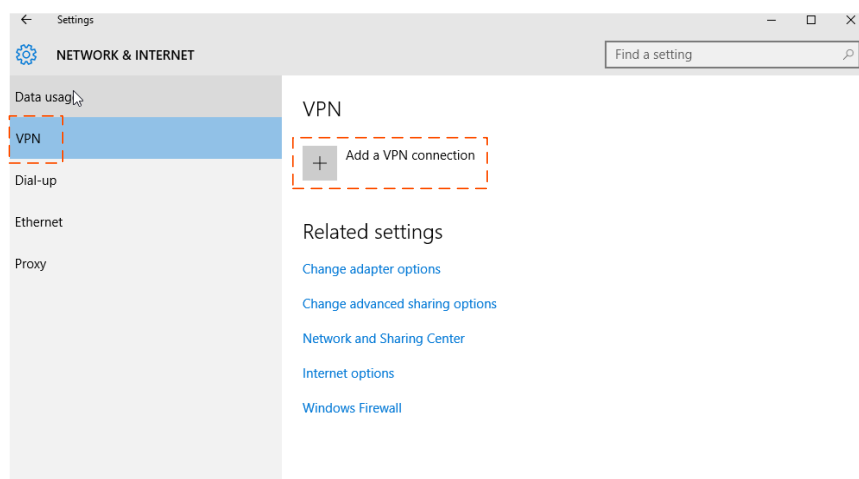 Settings
NETWORK & INTERNET
Find a setting
Data usag
VPN
Dial-up
Ethernet
Proxy
VPN
Add a VPN connection
Related settings
Change adapter options
Change advanced sharing options
Network and Sharing Center
Internet options
Windows Firewall